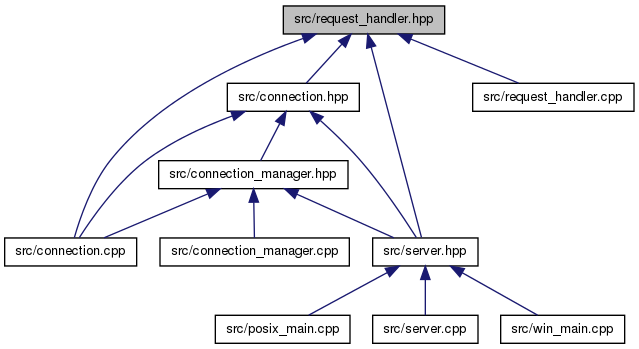 src/request_handler.hpp
src/connection.hpp
src/request_handler.cpp
src/connection_manager.hpp
src/connection.cpp
src/connection_manager.cpp
src/server.hpp
src/posix_main.cpp
src/server.cpp
src/win_main.cpp